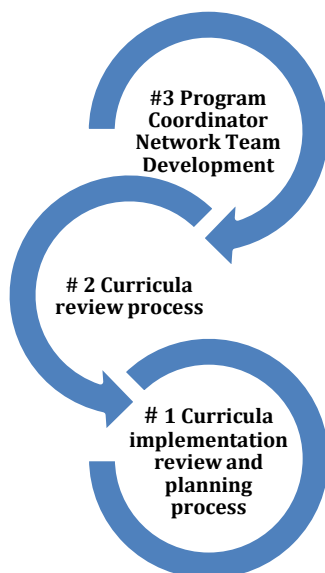 #3 Program
Coordinator
Network Team
Development
# 2 Curricula
review process
# 1 Curricula
implementation
review and
planning
process